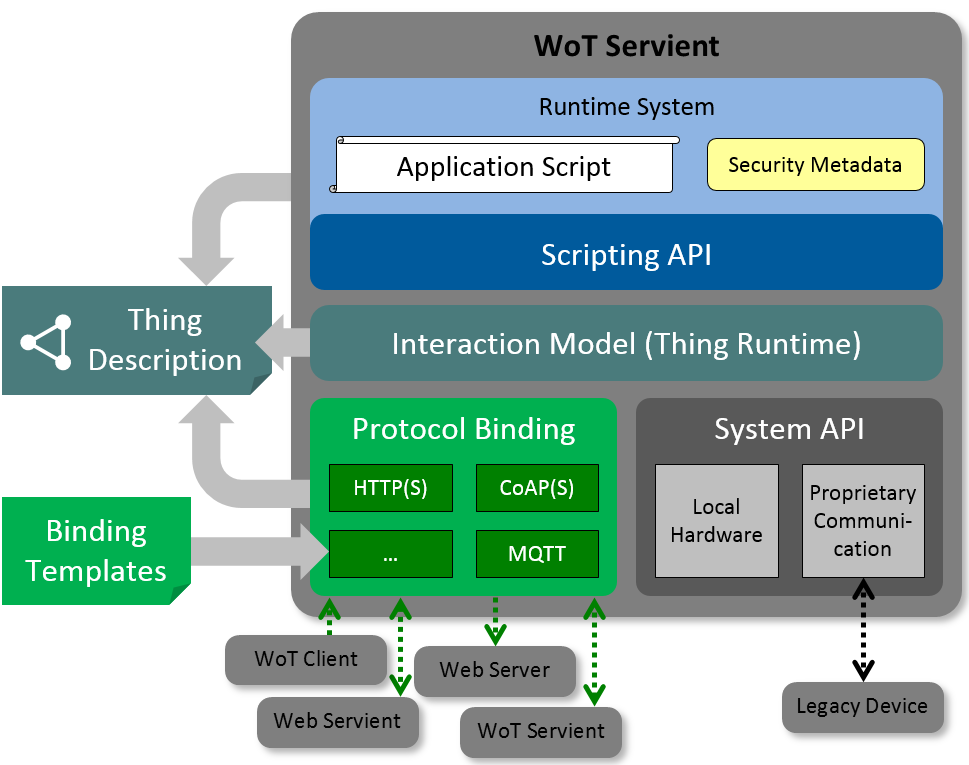 WoT Servient
Runtime System
Application Script
Security Metadata
Scripting API
Thing
Description
Interaction Model (Thing Runtime)
Protocol Binding
HTTP(S)
CoAP(S)
...
MQTT
System API
Local
Hardware
Proprietary
Communi-
cation
Binding
Templates
WoT Client
Web Server
Web Servient
WoT Servient
Legacy Device